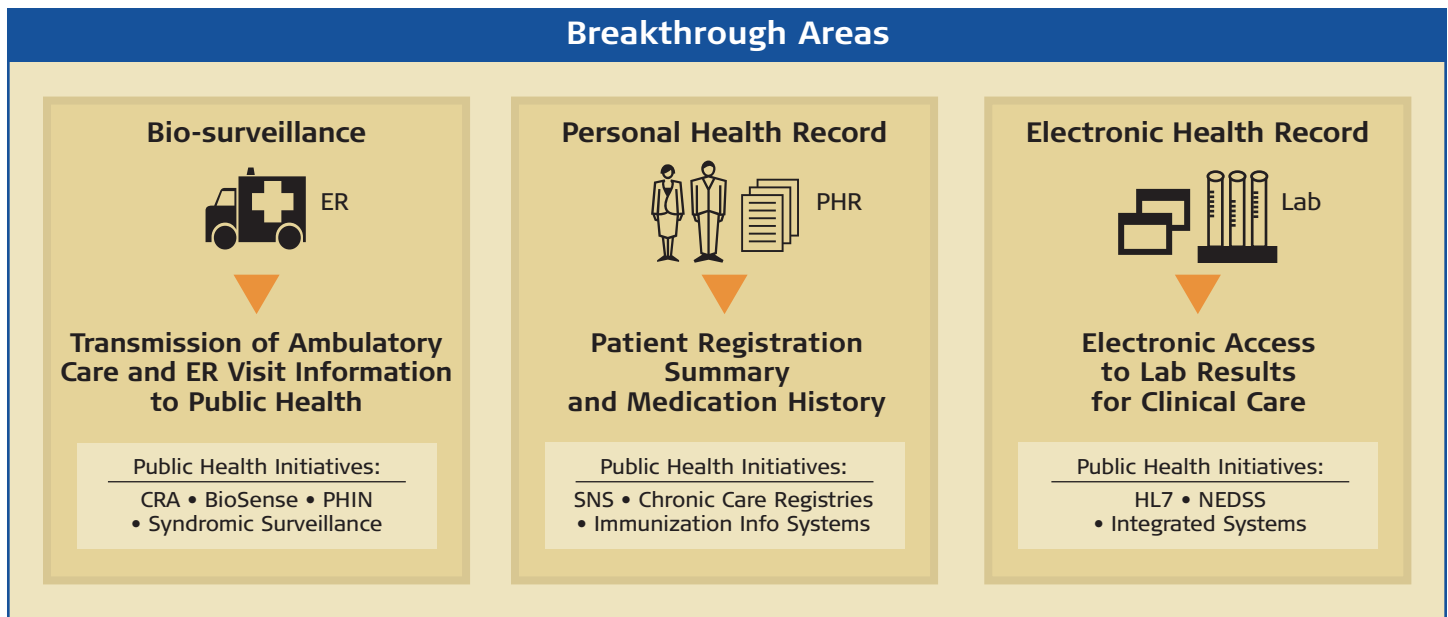 Breakthrough Areas
Bio-surveillance
ER
Transmission of Ambulatory
Care and ER Visit Information
to Public Health
Public Health Initiatives:
CRA • BioSense • PHIN
• Syndromic Surveillance
Personal Health Record
PHR
Patient Registration
Summary
and Medication History
Public Health Initiatives:
SNS • Chronic Care Registries
• Immunization Info Systems
Electronic Health Record
Lab
Electronic Access
to Lab Results
for Clinical Care
Public Health Initiatives:
HL7 • NEDSS
• Integrated Systems